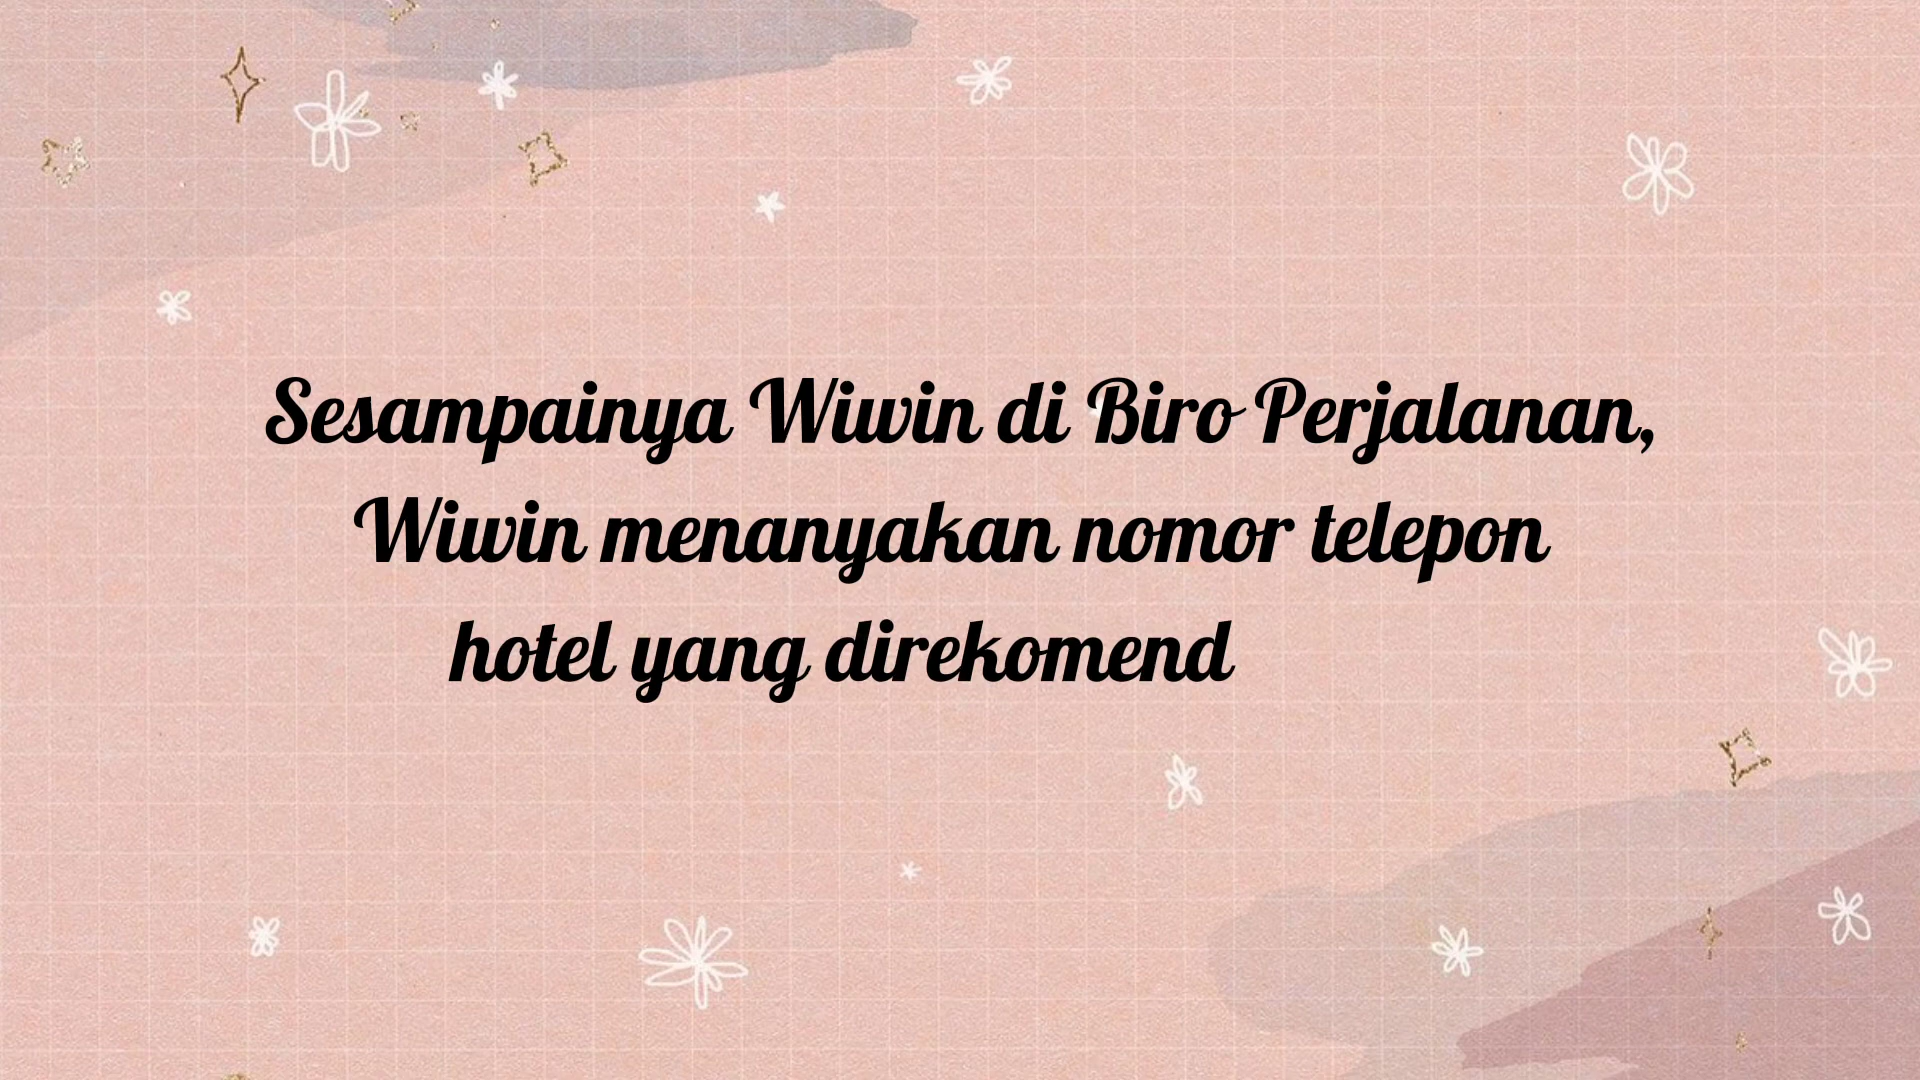 Sesampainya Wiwin di Biro Perjalanan,
Wiwin menanyakan nomor telepon
hotel yang direkomend